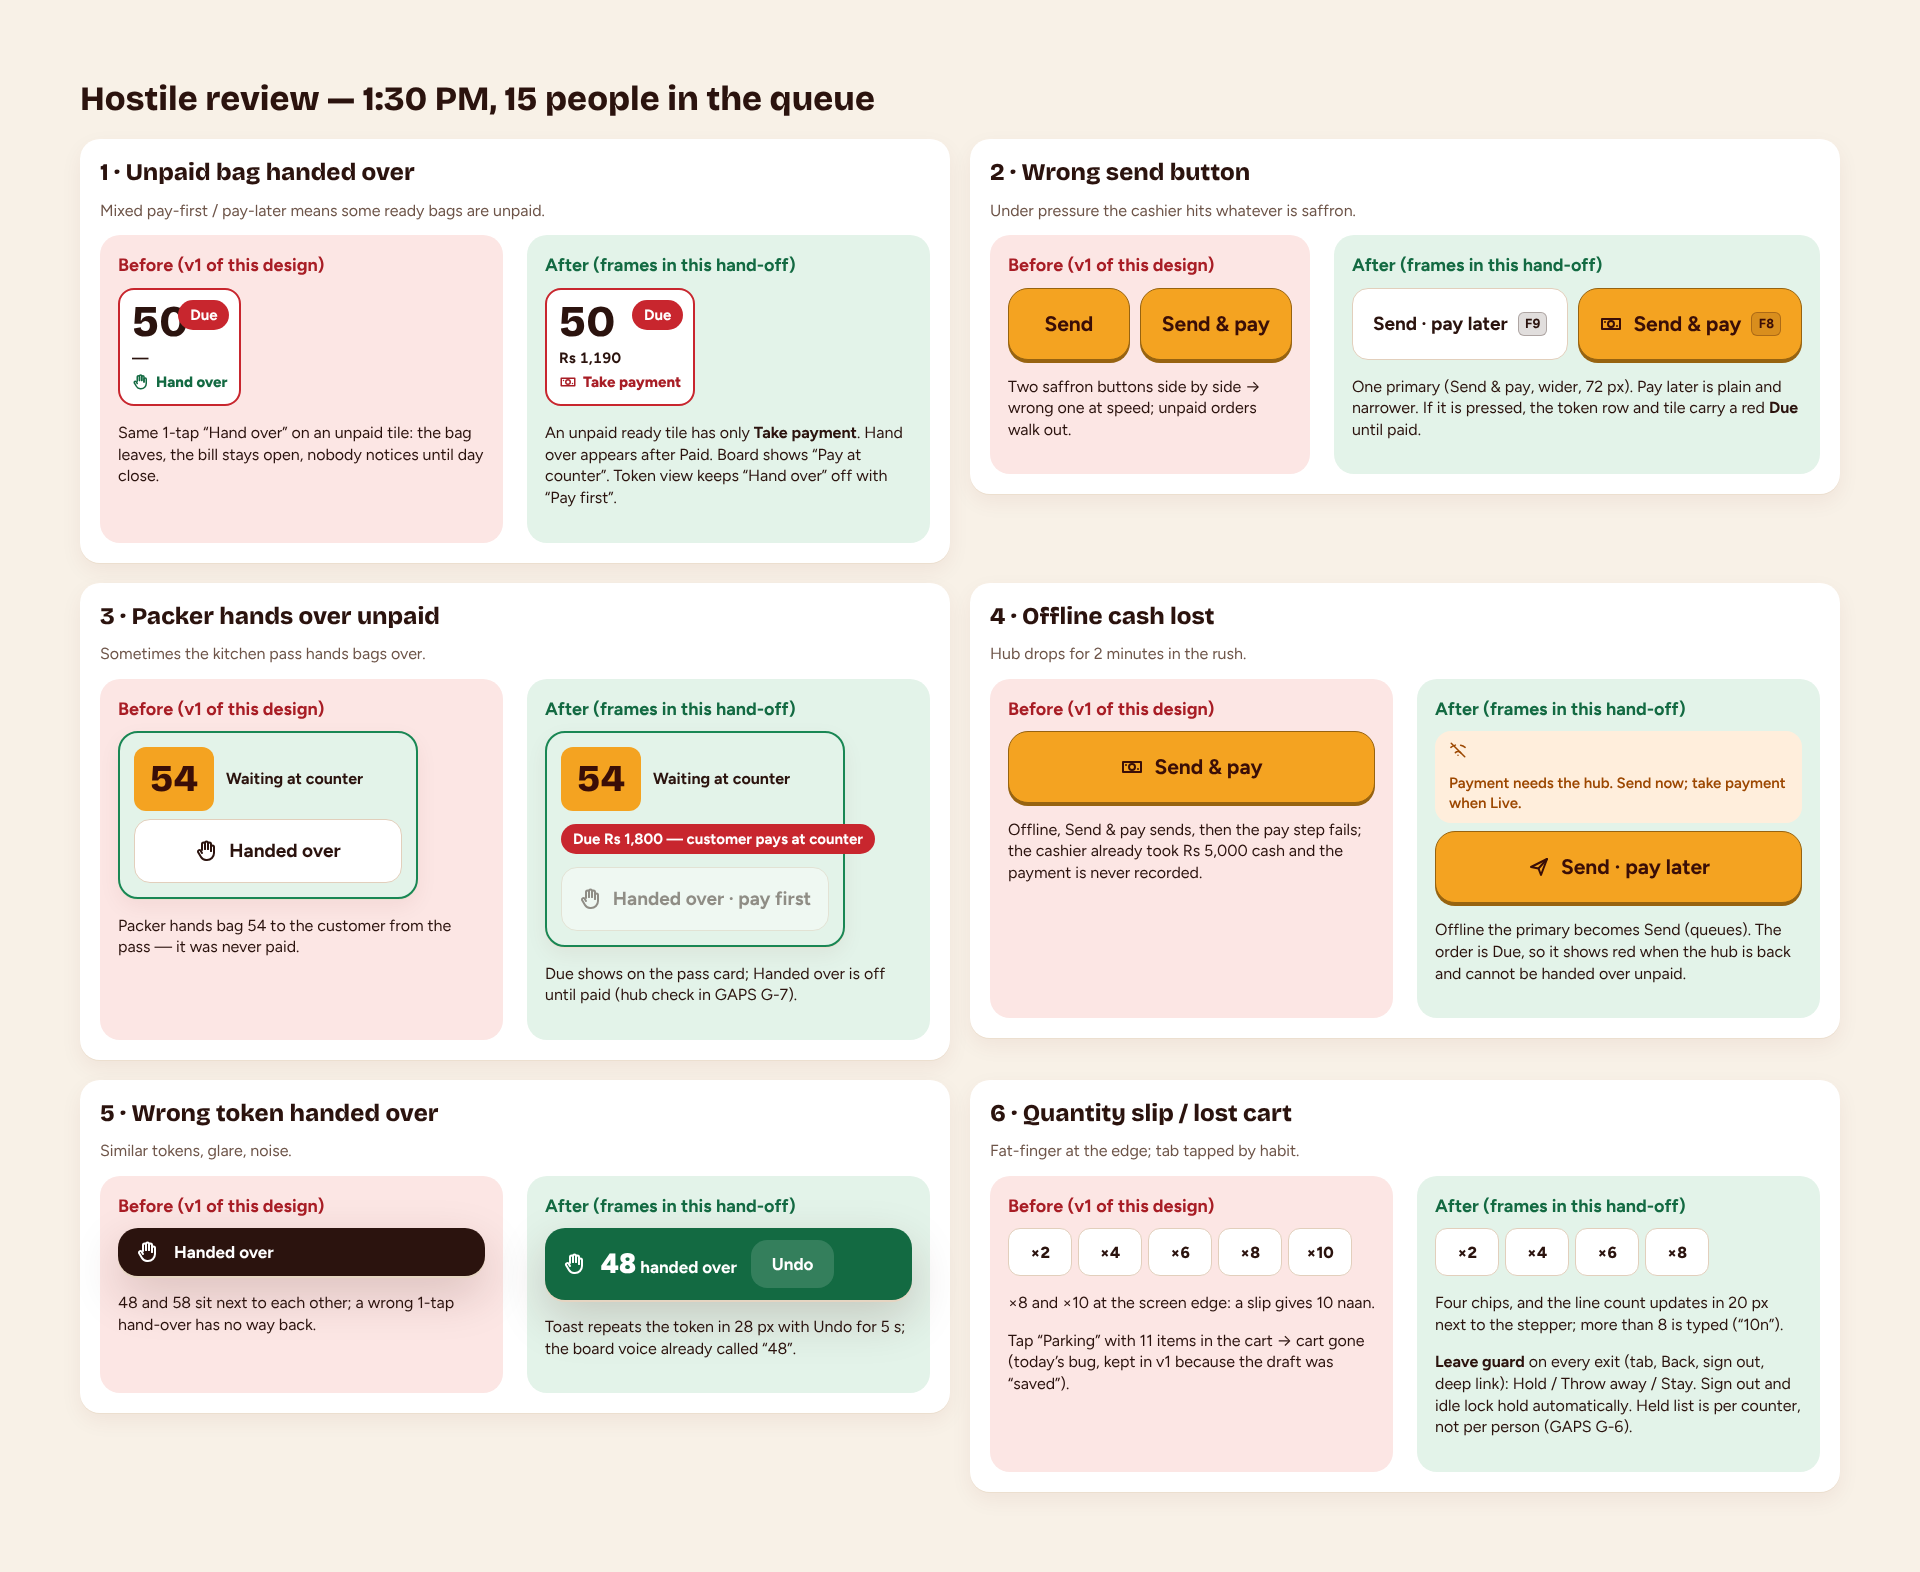 Hostile review — 1:30 PM, 15 people in the queue
1 · Unpaid bag handed over
Mixed pay-first / pay-later means some ready bags are unpaid.
Before (v1 of this design)
50
Due
—
Hand over
Same 1-tap “Hand over” on an unpaid tile: the bag
leaves, the bill stays open, nobody notices until day
close.
After (frames in this hand-off)
50
Due
Rs 1,190
Take payment
An unpaid ready tile has only Take payment. Hand
over appears after Paid. Board shows “Pay at
counter”. Token view keeps “Hand over” off with
“Pay first”.
2 · Wrong send button
Under pressure the cashier hits whatever is saffron.
Before (v1 of this design)
Send
Send & pay
Two saffron buttons side by side →
wrong one at speed; unpaid orders
walk out.
After (frames in this hand-off)
Send · pay later F9
Send & pay F8
One primary (Send & pay, wider, 72 px). Pay later is plain and
narrower. If it is pressed, the token row and tile carry a red Due
until paid.
3 · Packer hands over unpaid
Sometimes the kitchen pass hands bags over.
Before (v1 of this design)
54
Waiting at counter
Handed over
Packer hands bag 54 to the customer from the
pass — it was never paid.
After (frames in this hand-off)
54
Waiting at counter
Due Rs 1,800 — customer pays at counter
Handed over · pay first
Due shows on the pass card; Handed over is off
until paid (hub check in GAPS G-7).
4 · Offline cash lost
Hub drops for 2 minutes in the rush.
Before (v1 of this design)
Send & pay
Offline, Send & pay sends, then the pay step fails;
the cashier already took Rs 5,000 cash and the
payment is never recorded.
After (frames in this hand-off)
Payment needs the hub. Send now; take payment
when Live.
Send · pay later
Offline the primary becomes Send (queues). The
order is Due, so it shows red when the hub is back
and cannot be handed over unpaid.
5 · Wrong token handed over
Similar tokens, glare, noise.
Before (v1 of this design)
Handed over
48 and 58 sit next to each other; a wrong 1-tap
hand-over has no way back.
After (frames in this hand-off)
48 handed over
Undo
Toast repeats the token in 28 px with Undo for 5 s;
the board voice already called “48”.
6 · Quantity slip / lost cart
Fat-finger at the edge; tab tapped by habit.
Before (v1 of this design)
×2
×4
×6
×8
×10
×8 and ×10 at the screen edge: a slip gives 10 naan.
Tap “Parking” with 11 items in the cart → cart gone
(today’s bug, kept in v1 because the draft was
“saved”).
After (frames in this hand-off)
×2
×4
×6
×8
Four chips, and the line count updates in 20 px
next to the stepper; more than 8 is typed (“10n”).
Leave guard on every exit (tab, Back, sign out,
deep link): Hold / Throw away / Stay. Sign out and
idle lock hold automatically. Held list is per counter,
not per person (GAPS G-6).